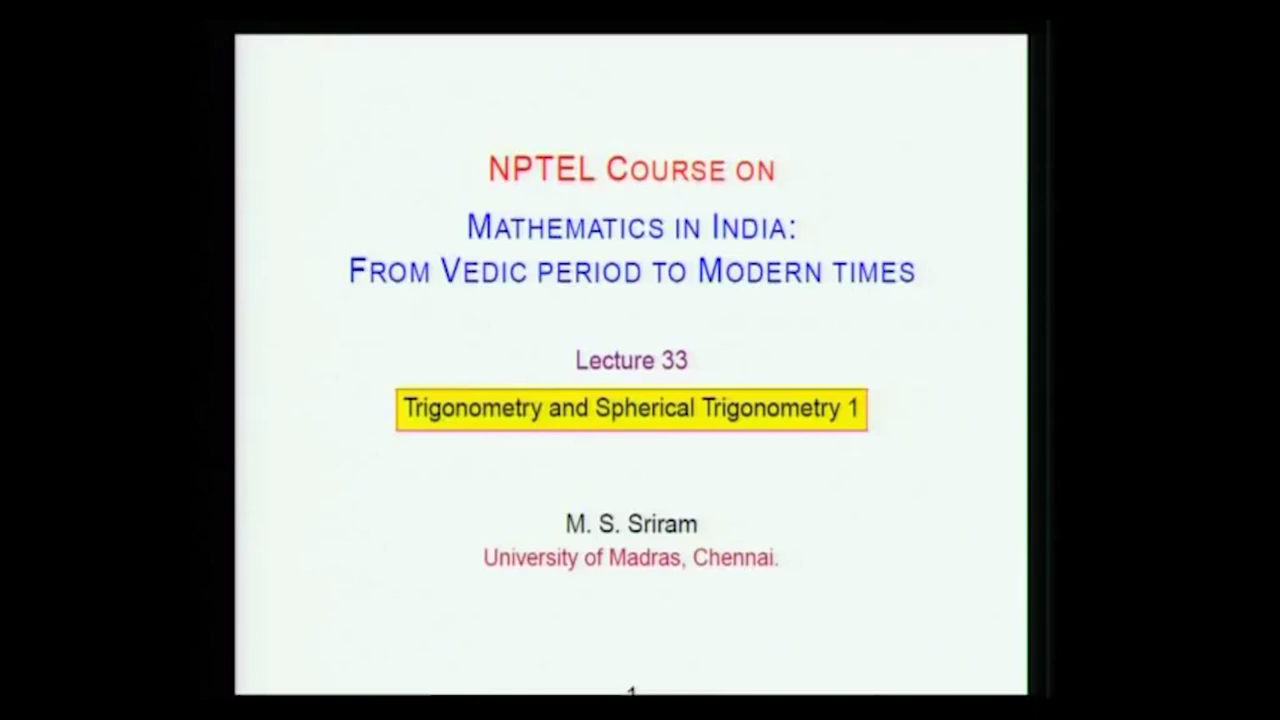 NPTEL COURSE ON
MATHEMATICS IN INDIA:
FROM VEDIC PERIOD TO MODERN TIMES
Lecture 33
Trigonometry and Spherical Trigonometry 1
M. S. Sriram
University of Madras, Chennai.
1